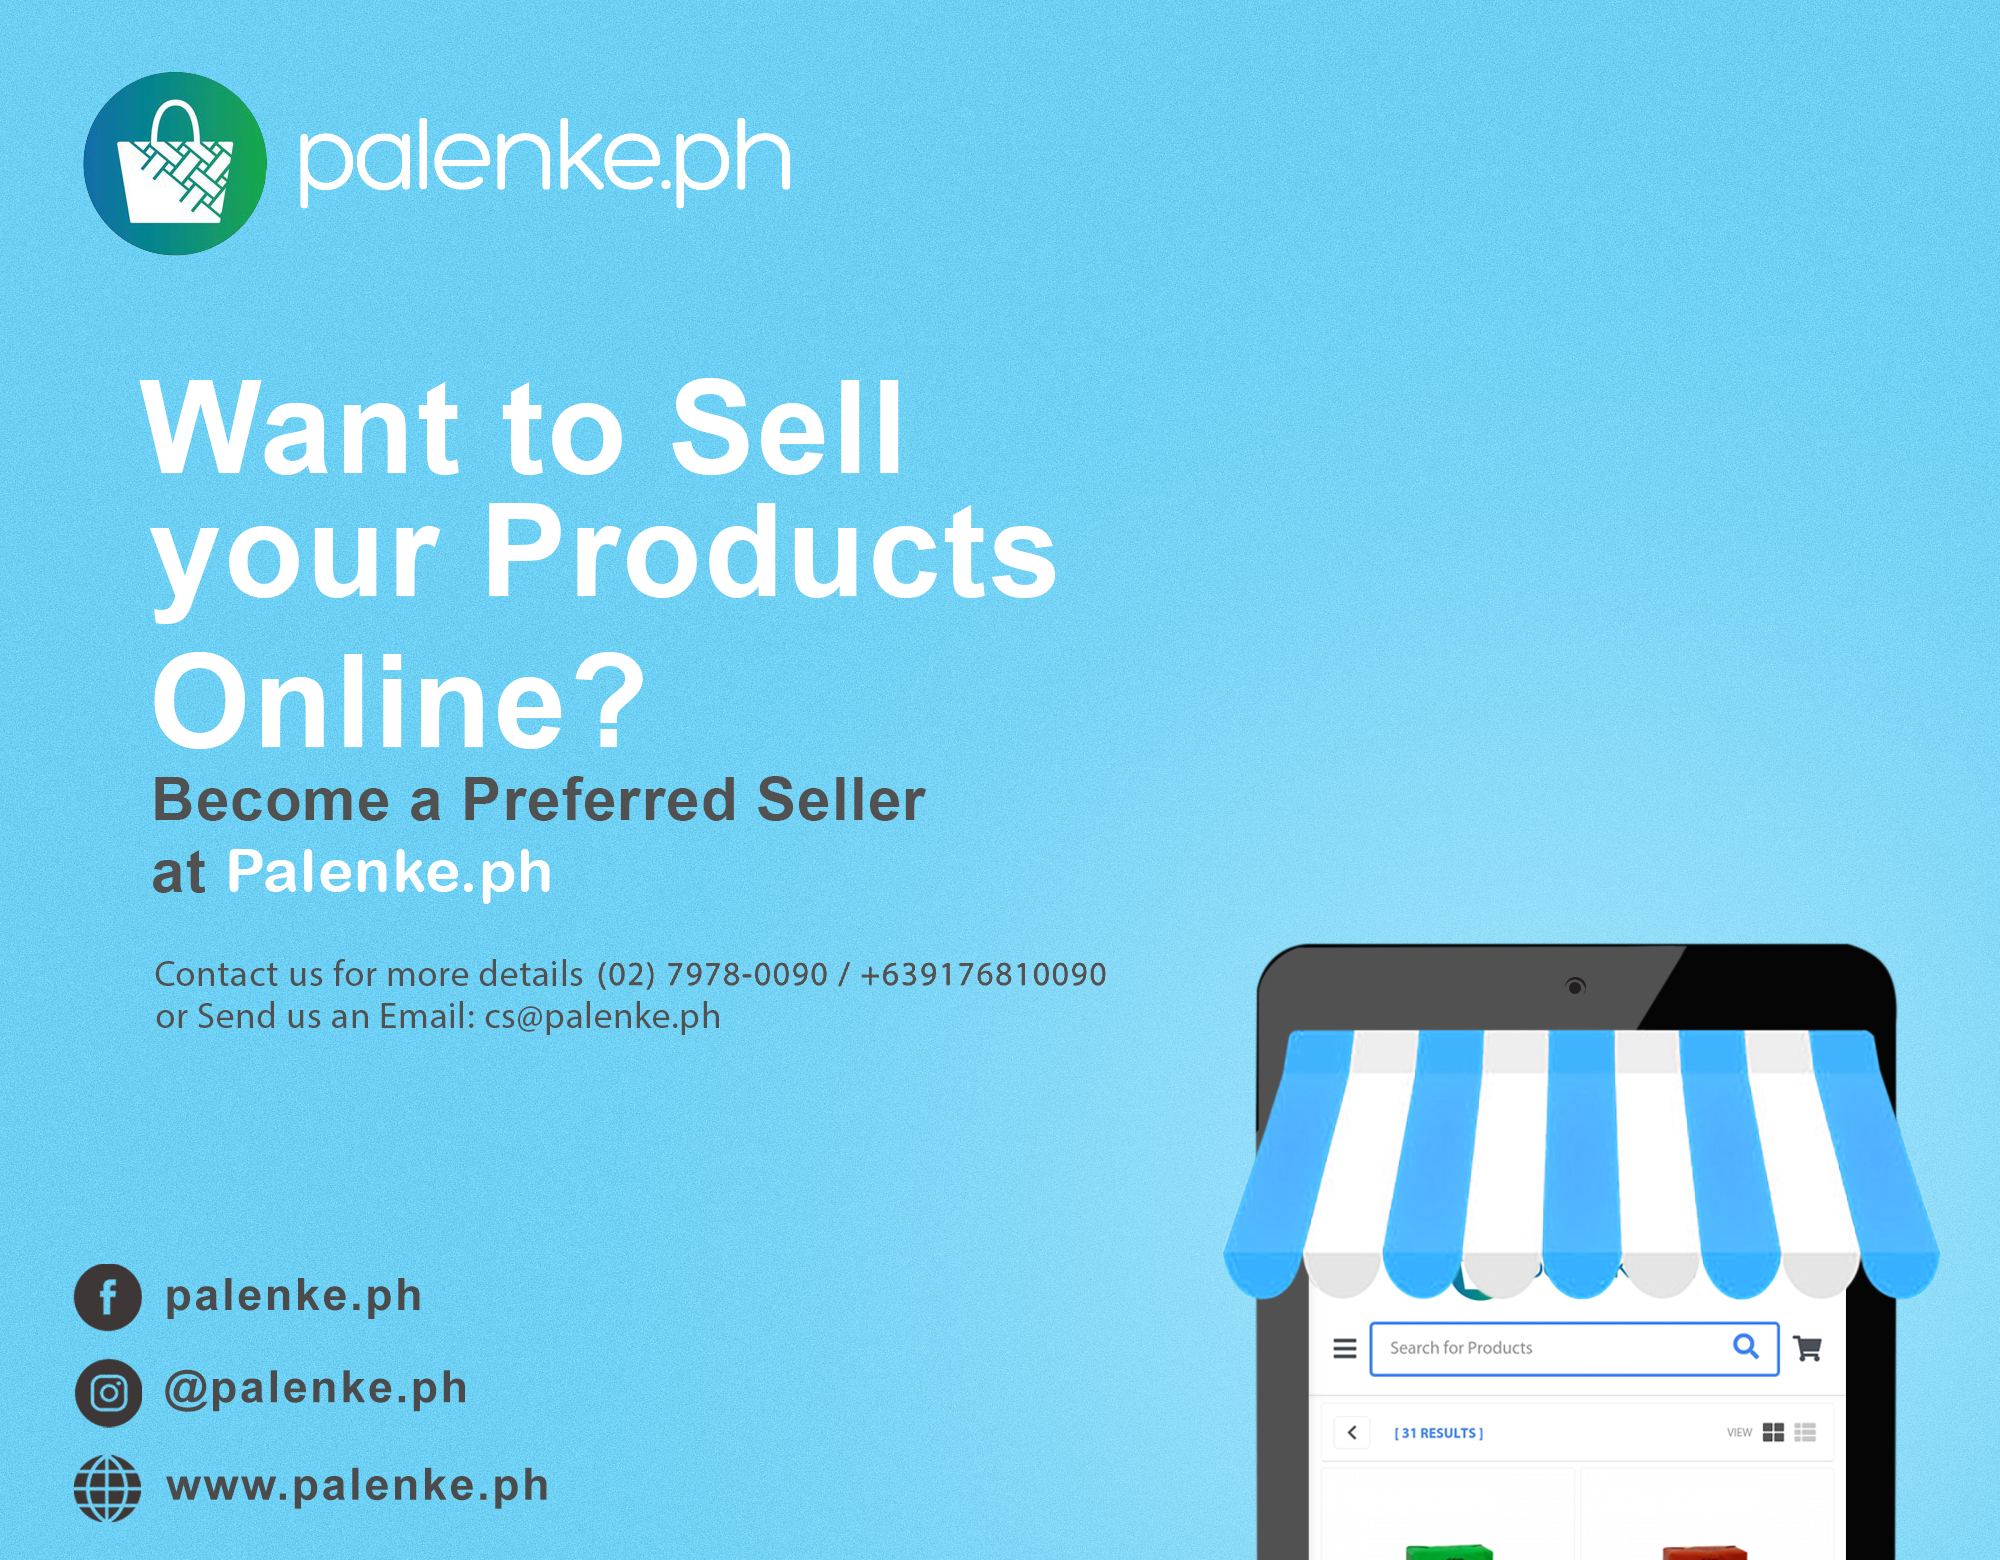 palenke.ph
Want to Sell
your Products
Online?
Become a Preferred Seller
at Palenke.ph
Contact us for more details (02) 7978-0090 / +639176810090
or Send us an Email: cs@palenke.ph
palenke.ph
@palenke.ph
www.palenke.ph
Search for Products
[ 31 RESULTS ]
VIEW